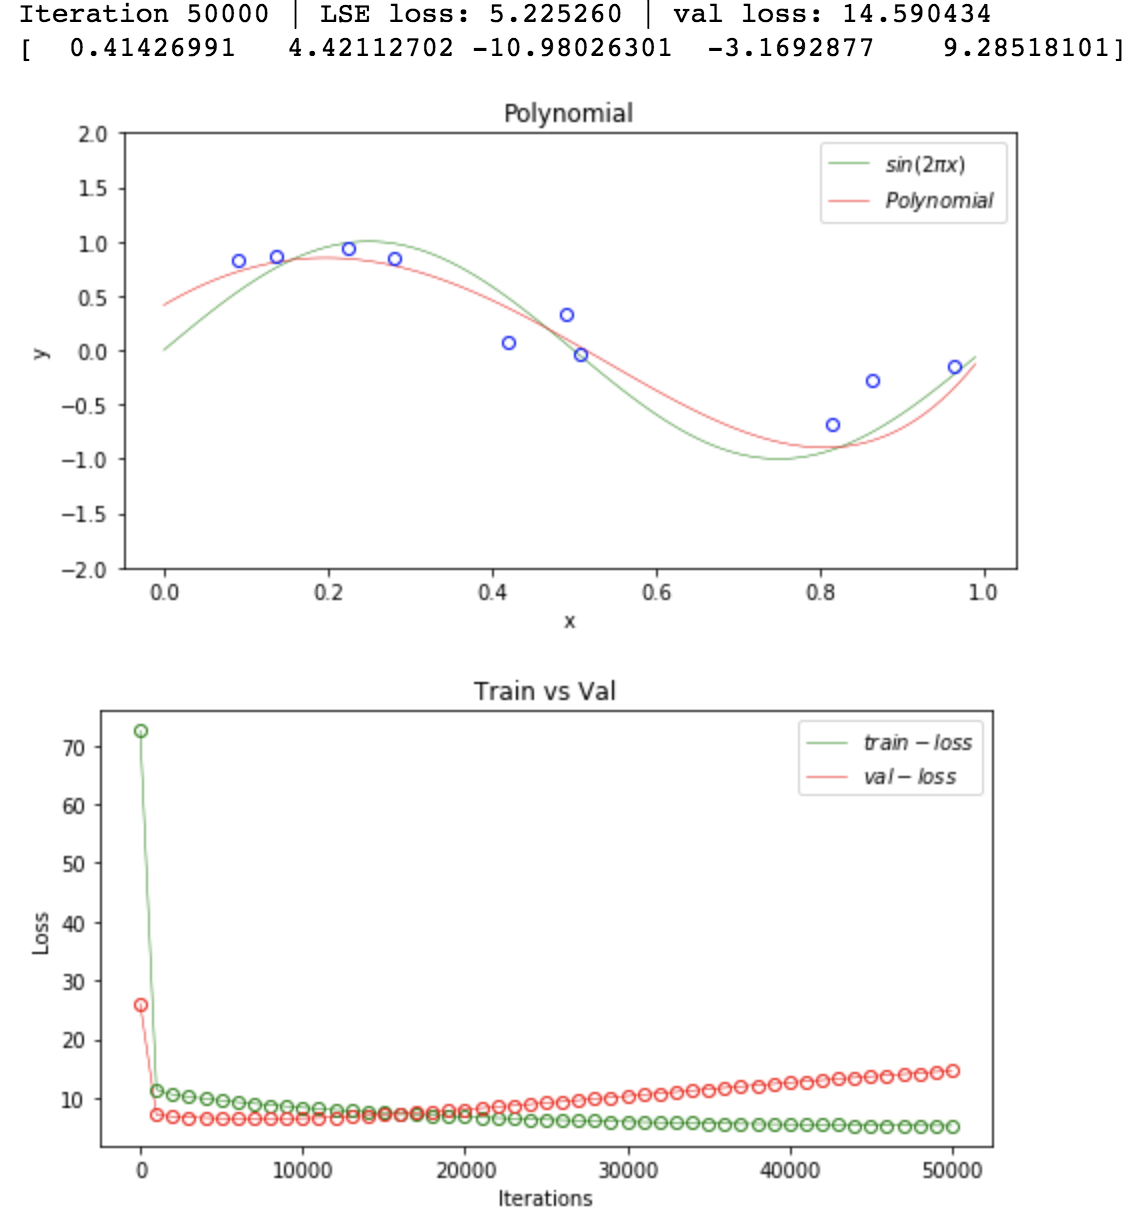 Iteration 50000 | LSE loss: 5.225260 | val loss: 14.590434
[ 0.41426991 4.42112702 -10.98026301 -3.1692877 9.28518101]
Polynomial
2.0
1.5
1.0
0.5
0.0
−0.5
−1.0
−1.5
−2.0
y
sin(2πx)
Polynomial
0.0 0.2 0.4 0.6 0.8 1.0
x
Train vs Val
70
60
50
40
30
20
10
Loss
train − loss
val − loss
0 10000 20000 30000 40000 50000
Iterations